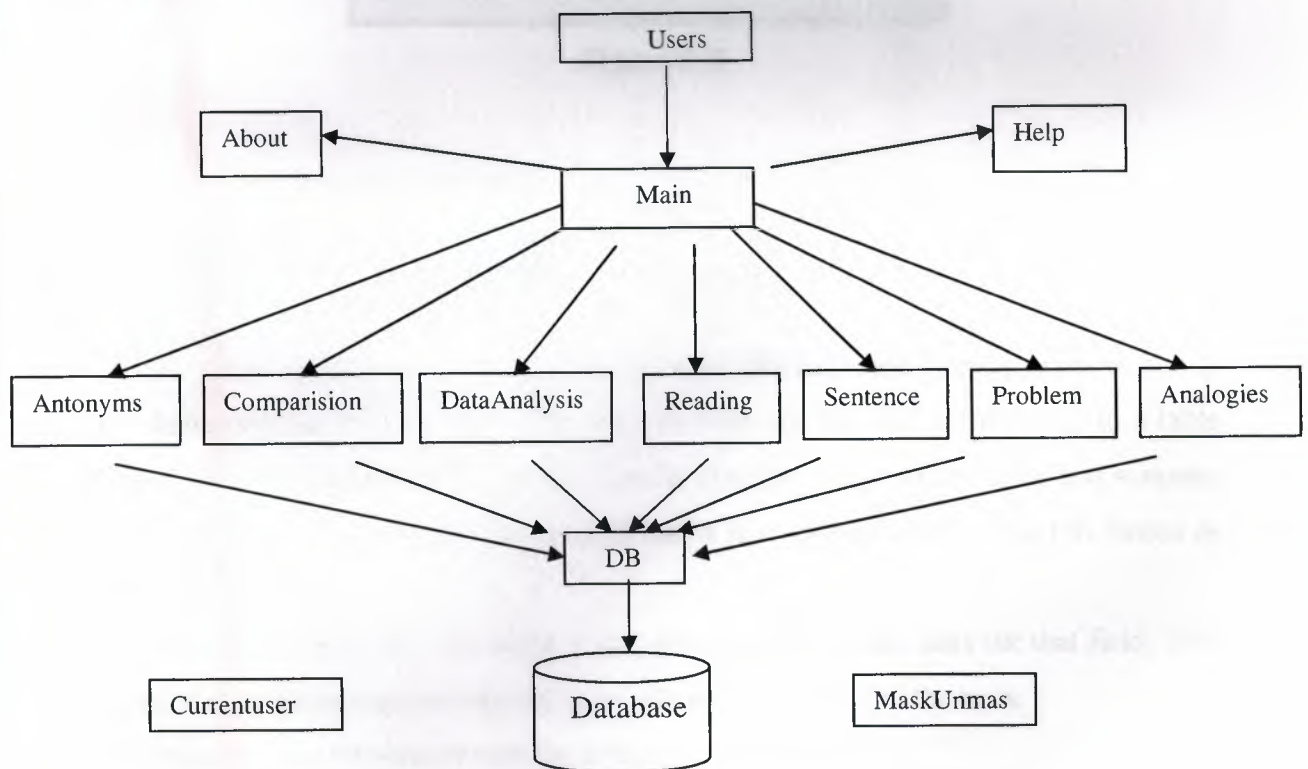 Users
About
Help
Main
Antonyms
Comparision
DataAnalysis
Reading
Sentence
Problem
Analogies
DB
Currentuser
Database
MaskUnmas